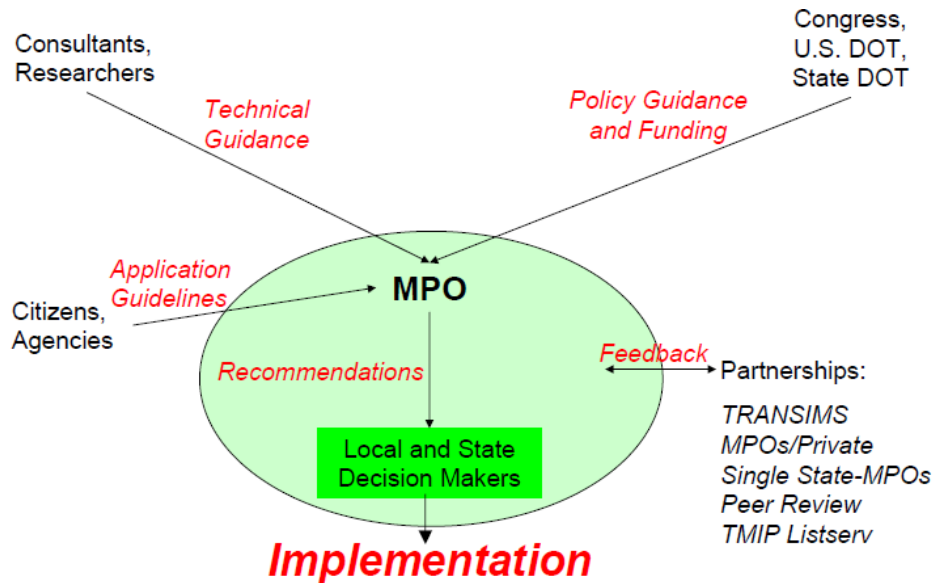 Consultants,
Researchers
Congress,
U.S. DOT,
State DOT
Technical
Guidance
Policy Guidance
and Funding
MPO
Application
Guidelines
Citizens,
Agencies
Recommendations
Feedback
Partnerships:
TRANSIMS
MPOs/Private
Single State-MPOs
Peer Review
TMIP Listserv
Local and State
Decision Makers
Implementation